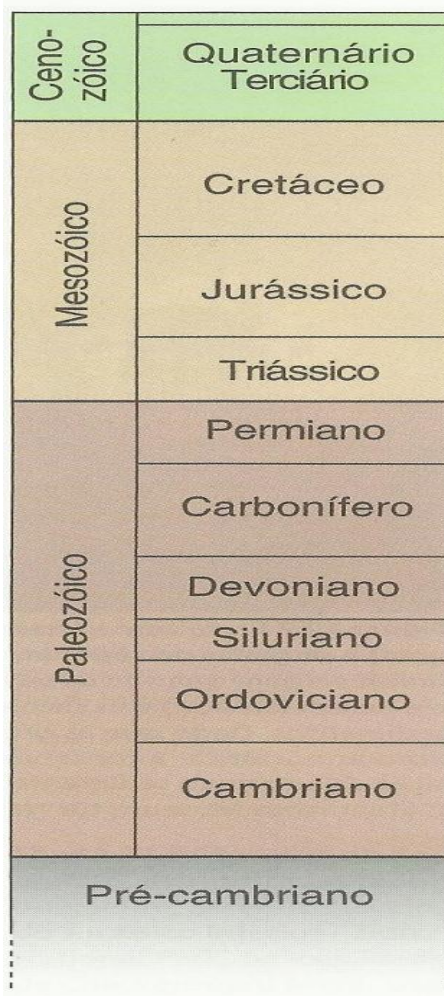 Ceno-
zóico
Quaternário
Terciário
Mesozóico
Cretáceo
Jurássico
Triássico
Paleozóico
Permiano
Carbonífero
Devoniano
Siluriano
Ordoviciano
Cambriano
Pré-cambriano